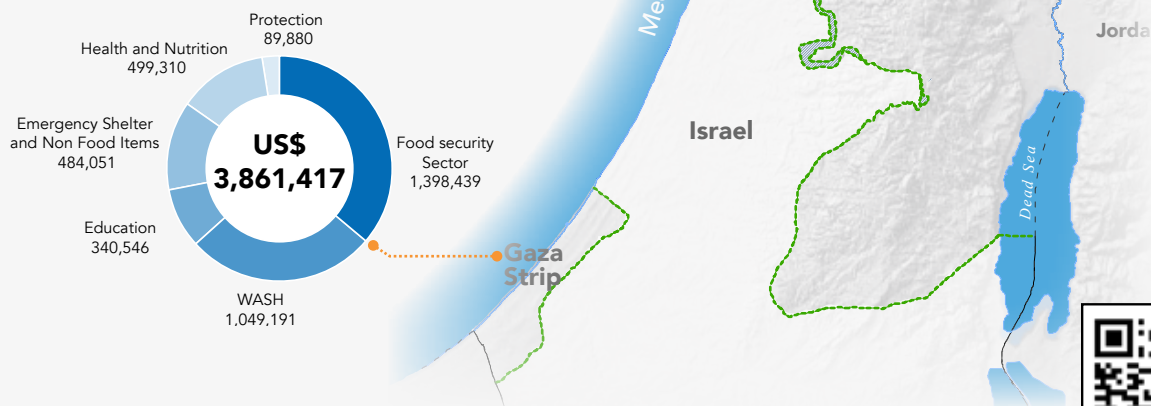 Protection
89,880
Health and Nutrition
499,310
Emergency Shelter
and Non Food Items
484,051
US$
3,861,417
Food security
Sector
1,398,439
Education
340,546
WASH
1,049,191
Gaza
Strip
Me
Israel
Jorda
Dead Sea